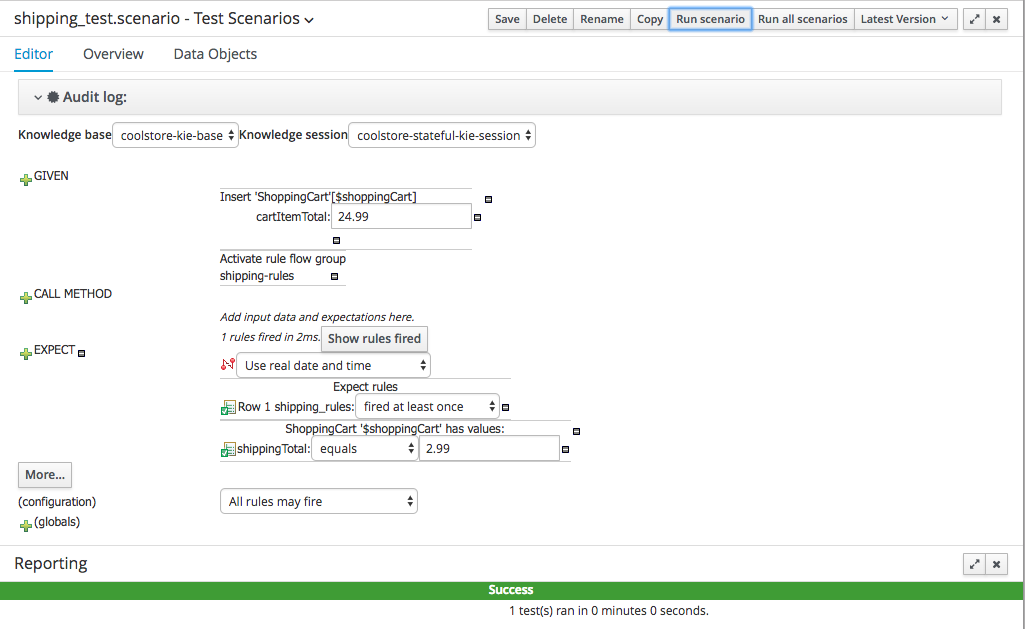 shipping_test.scenario - Test Scenarios
Save Delete Rename Copy Run scenario Run all scenarios Latest Version
Editor Overview Data Objects
Audit log:
Knowledge base coolstore-kie-base Knowledge session coolstore-stateful-kie-session
GIVEN
Insert 'ShoppingCart'[$shoppingCart]
cartItemTotal: 24.99
Activate rule flow group
shipping-rules
CALL METHOD
Add input data and expectations here.
1 rules fired in 2ms. Show rules fired
EXPECT
Use real date and time
Expect rules
Row 1 shipping_rules: fired at least once
ShoppingCart '$shoppingCart' has values:
shippingTotal: equals 2.99
More...
(configuration) All rules may fire
(globals)
Reporting
Success
1 test(s) ran in 0 minutes 0 seconds.